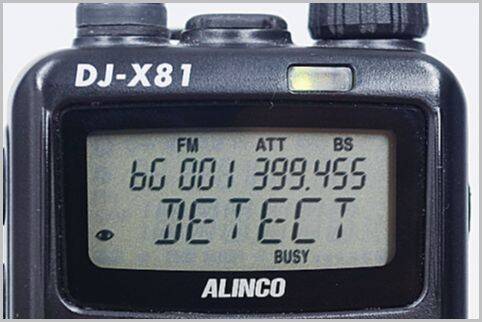 DJ-X81
FM ATT BS
bG 001 399.455
DETECT
BUSY
ALINCO